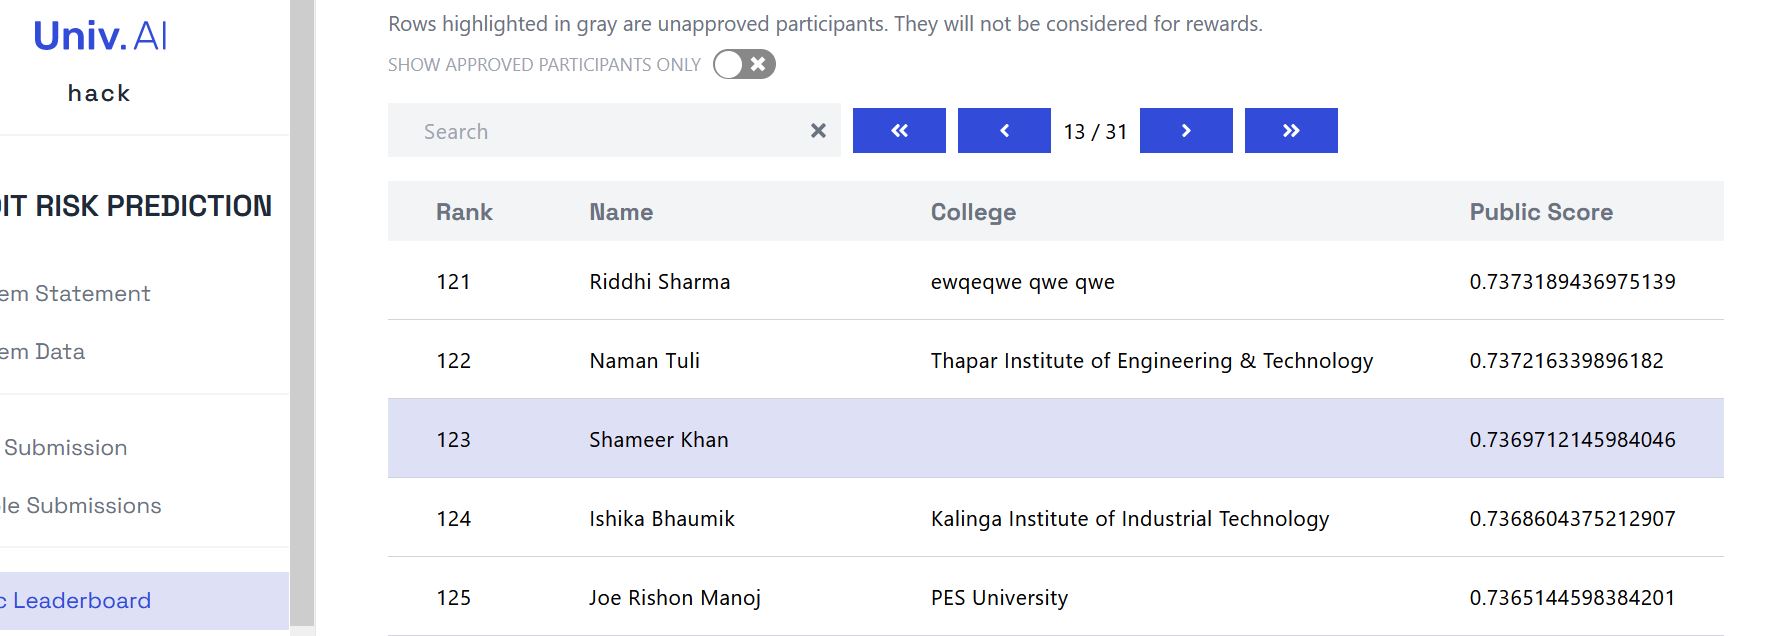 Univ.AI
hack
IT RISK PREDICTION
em Statement
em Data
Submission
le Submissions
c Leaderboard
Rows highlighted in gray are unapproved participants. They will not be considered for rewards.
SHOW APPROVED PARTICIPANTS ONLY
Search
13 / 31
Rank Name College Public Score
121 Riddhi Sharma ewqeqwe qwe qwe 0.7373189436975139
122 Naman Tuli Thapar Institute of Engineering & Technology 0.737216339896182
123 Shameer Khan 0.7369712145984046
124 Ishika Bhaumik Kalinga Institute of Industrial Technology 0.7368604375212907
125 Joe Rishon Manoj PES University 0.7365144598384201